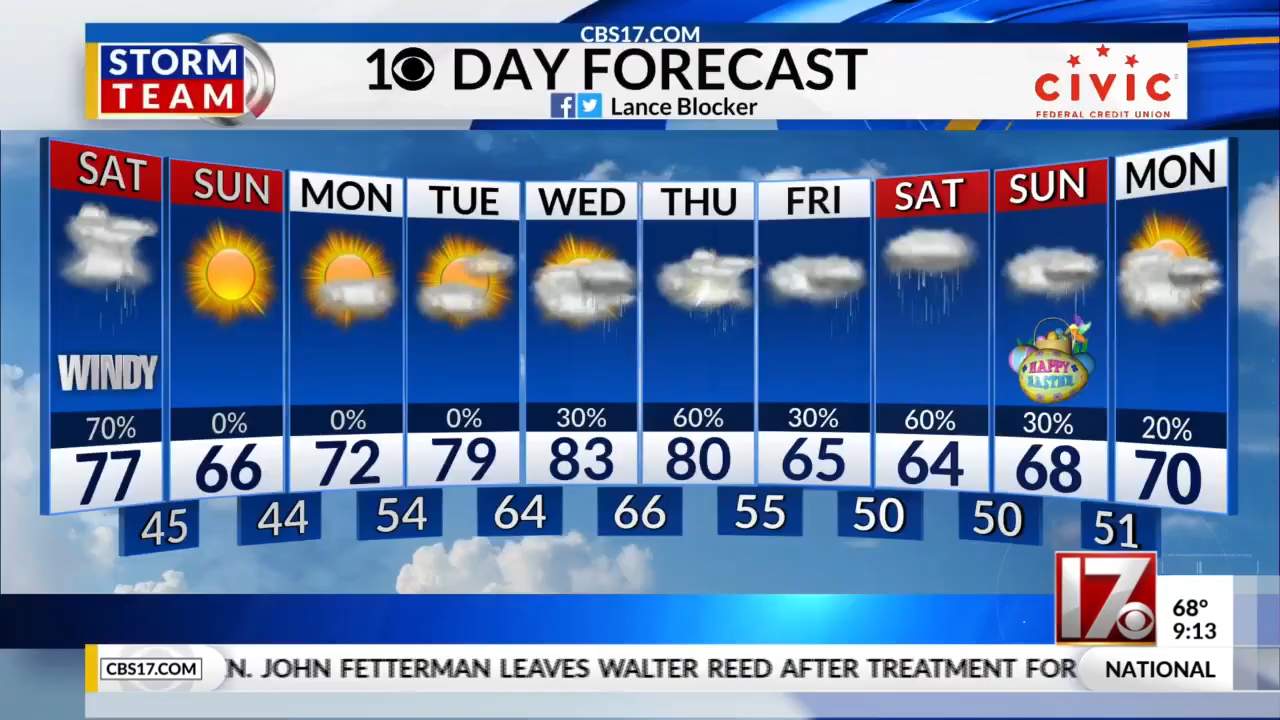 CBS17.COM
STORM TEAM
10 DAY FORECAST
Lance Blocker
CIVIC
FEDERAL CREDIT UNION
SAT SUN MON TUE WED THU FRI SAT SUN MON
WINDY
HAPPY EASTER
70% 0% 0% 0% 30% 60% 30% 60% 30% 20%
77 66 72 79 83 80 65 64 68 70
45 44 54 64 66 55 50 50 51
17
68°
9:13
CBS17.COM
N. JOHN FETTERMAN LEAVES WALTER REED AFTER TREATMENT FOR
NATIONAL